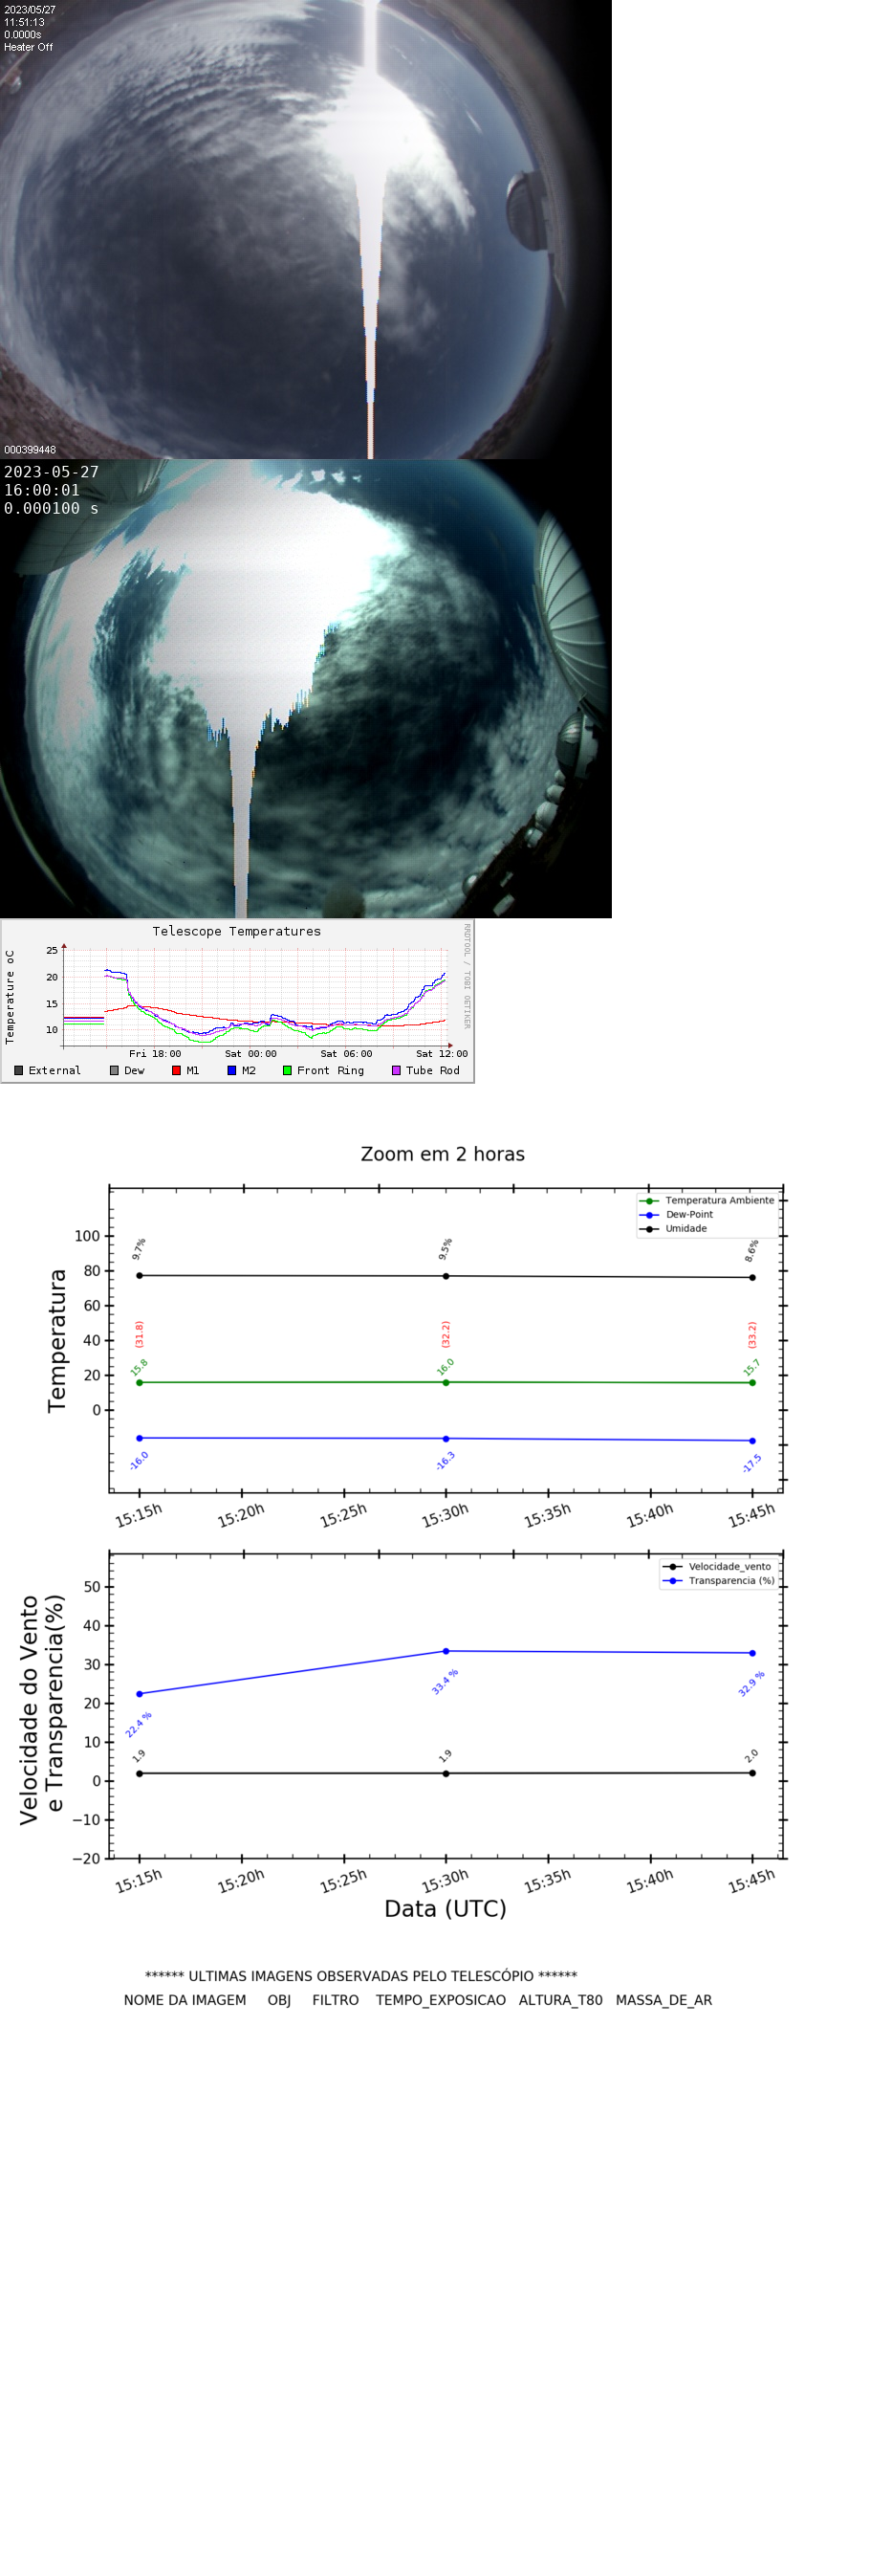 2023/05/27
11:51:13
0.0000s
Heater Off
000399448
2023-05-27
16:00:01
0.000100 s
Telescope Temperatures
RRDTOOL / TOBI OETIKER
Temperature oC
25
20
15
10
Fri 18:00 Sat 00:00 Sat 06:00 Sat 12:00
External Dew M1 M2 Front Ring Tube Rod
Zoom em 2 horas
Temperatura Ambiente
Dew-Point
Umidade
Temperatura
100
80
60
40
20
0
9.7% 9.5% 8.6%
(31.8) (32.2) (33.2)
15.8 16.0 15.7
-16.0 -16.3 -17.5
15:15h 15:20h 15:25h 15:30h 15:35h 15:40h 15:45h
Velocidade_vento
Transparencia (%)
Velocidade do Vento
e Transparencia(%)
50
40
30
20
10
0
−10
−20
22.4 % 33.4 % 32.9 %
1.9 1.9 2.0
15:15h 15:20h 15:25h 15:30h 15:35h 15:40h 15:45h
Data (UTC)
****** ULTIMAS IMAGENS OBSERVADAS PELO TELESCÓPIO ******
NOME DA IMAGEM OBJ FILTRO TEMPO_EXPOSICAO ALTURA_T80 MASSA_DE_AR